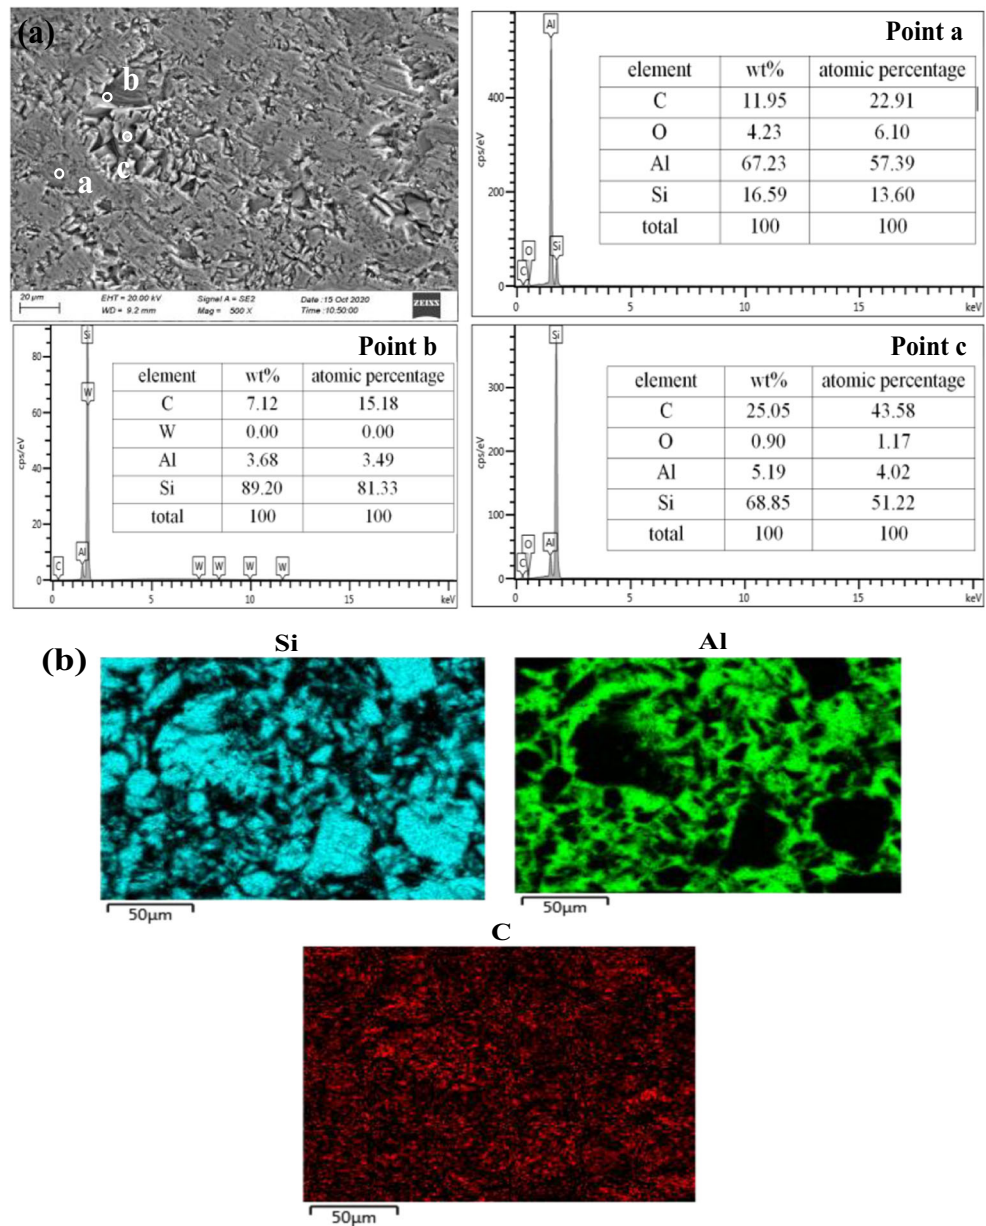 (a)
b
c
a
20 µm
EHT = 20.00 kV
Signal A = SE2
Date :15 Oct 2020
ZEISS
WD = 9.2 mm
Mag = 500 X
Time :10:50:00
Point a
element wt% atomic percentage
C 11.95 22.91
O 4.23 6.10
Al 67.23 57.39
Si 16.59 13.60
total 100 100
cps/eV
400
200
0
Al
O
C
Si
0 5 10 15 keV
Point b
element wt% atomic percentage
C 7.12 15.18
W 0.00 0.00
Al 3.68 3.49
Si 89.20 81.33
total 100 100
cps/eV
80
60
40
20
0
Si
W
Al
C
W W W W
0 5 10 15 keV
Point c
element wt% atomic percentage
C 25.05 43.58
O 0.90 1.17
Al 5.19 4.02
Si 68.85 51.22
total 100 100
cps/eV
300
200
100
0
Si
O
Al
C
0 5 10 15 keV
(b)
Si
50µm
Al
50µm
C
50µm